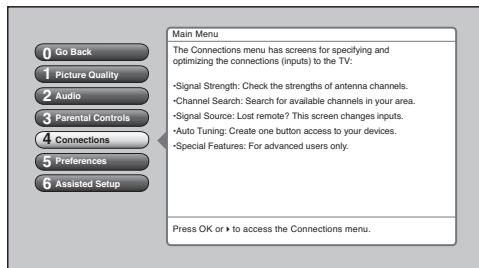 0 Go Back
1 Picture Quality
2 Audio
3 Parental Controls
4 Connections
5 Preferences
6 Assisted Setup
Main Menu
The Connections menu has screens for specifying and
optimizing the connections (inputs) to the TV:
•Signal Strength: Check the strengths of antenna channels.
•Channel Search: Search for available channels in your area.
•Signal Source: Lost remote? This screen changes inputs.
•Auto Tuning: Create one button access to your devices.
•Special Features: For advanced users only.
Press OK or ▸ to access the Connections menu.